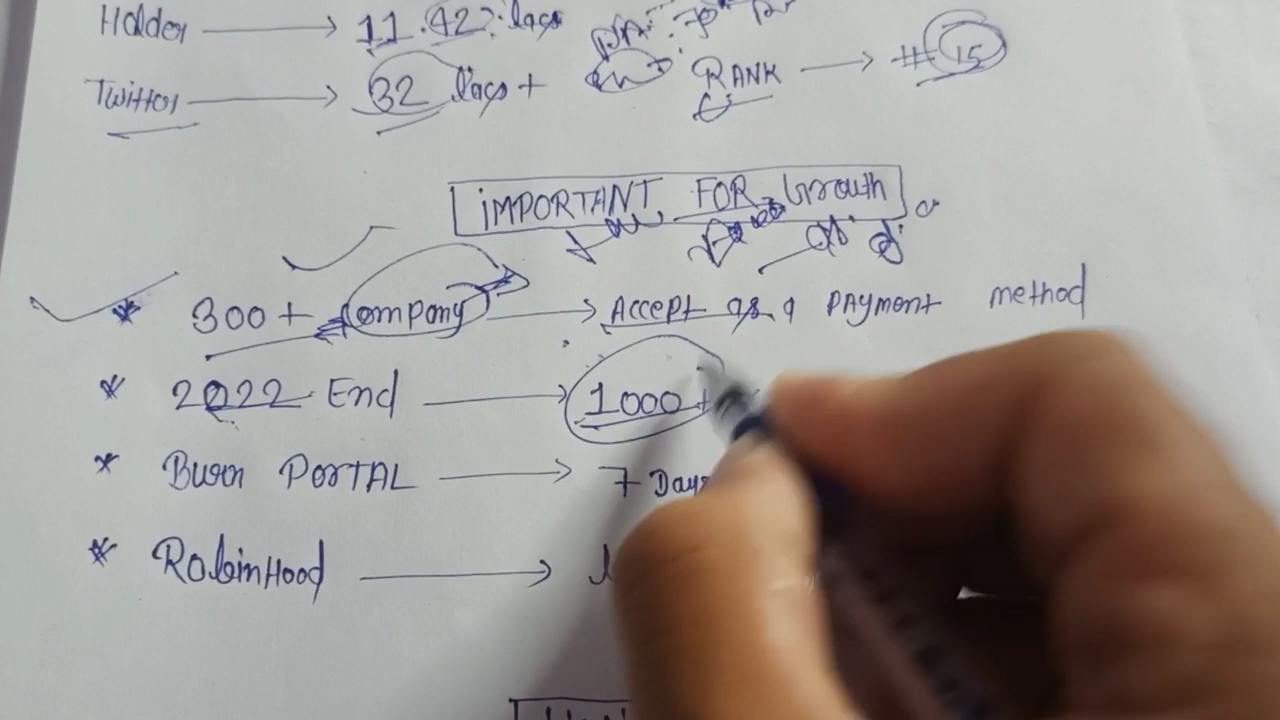 Holder → 11.42 lacs
Twitter → 32 lacs + RANK → #15
IMPORTANT FOR Growth
* 300+ Company → Accept as a PAYMENT method
* 2022 End → 1000+
* Burn PORTAL → 7 Days
* RobinHood →